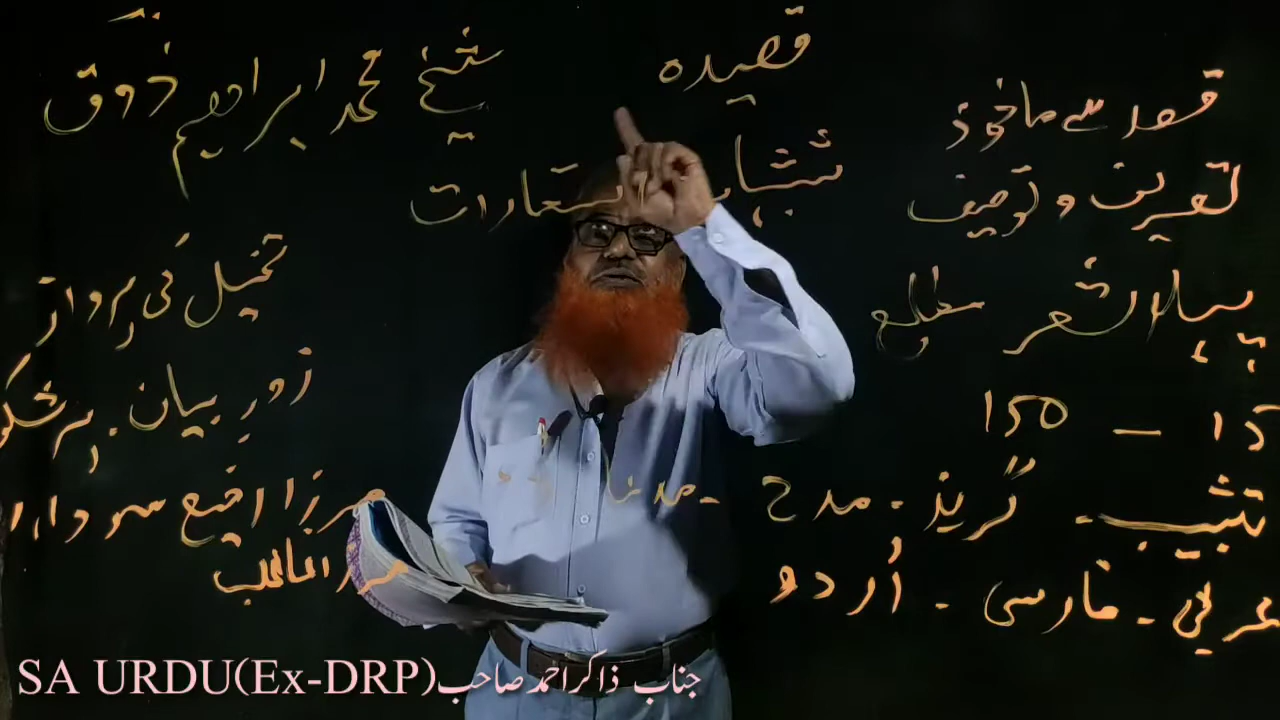 قصیدہ
قصد سے ماخوذ
تعریف و توصیف
پہلا شعر مطلع
15 - 150
تشبیب - گریز - مدح -
عربی - فارسی - اُردو
استعارات
شیخ محمد ابراہیم ذوق
تخیل کی پرواز
زورِ بیان
مرزا رفیع سودا
مرزا غالب
SA URDU(Ex-DRP)جناب ذاکر احمد صاحب